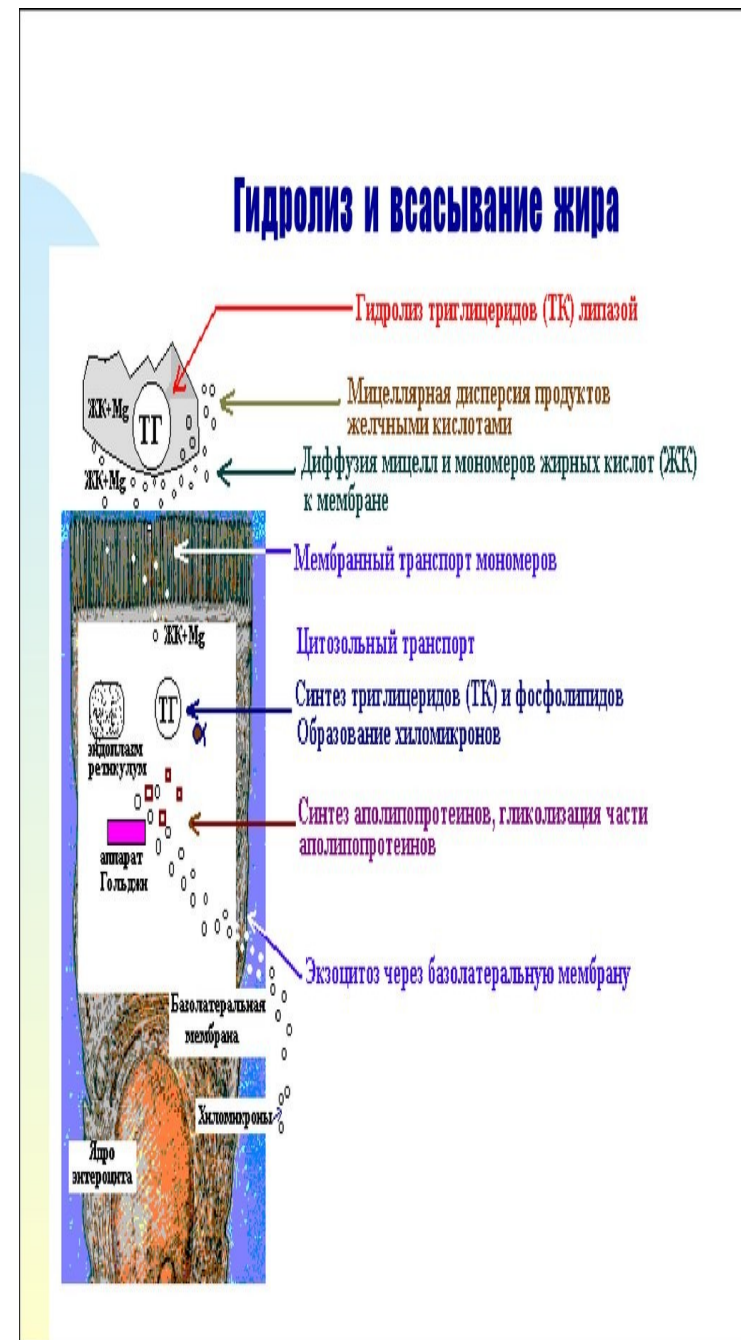 Гидролиз и всасывание жира
Гидролиз триглицеридов (ТК) липазой
Мицеллярная дисперсия продуктов
желчными кислотами
ЖК+Mg
ТГ
Диффузия мицелл и мономеров жирных кислот (ЖК)
к мембране
ЖК+Mg
Мембранный транспорт мономеров
ЖК+Mg
Цитозольный транспорт
Синтез триглицеридов (ТК) и фосфолипидов
Образование хиломикронов
ТГ
эндоплазм
ретикулум
Синтез аполипопротеинов, гликолизация части
аполипопротеинов
аппарат
Гольджи
Экзоцитоз через базолатеральную мембрану
Базолатеральная
мембрана
Хиломикроны
Ядро
энтероцита